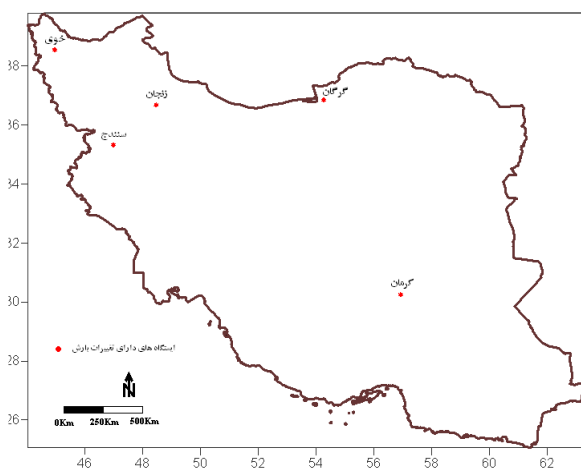 خوی
38
زنجان
گرگان
36
سنندج
34
32
کرمان
30
ایستگاه های دارای تغییرات بارش
28
N
26
0Km 250Km 500Km
46 48 50 52 54 56 58 60 62